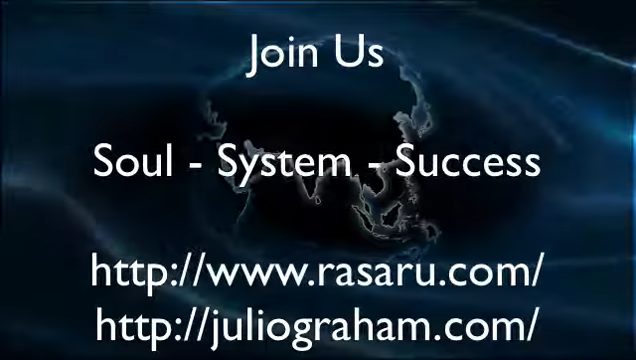 Join Us
Soul - System - Success
http://www.rasaru.com/
http://juliograham.com/